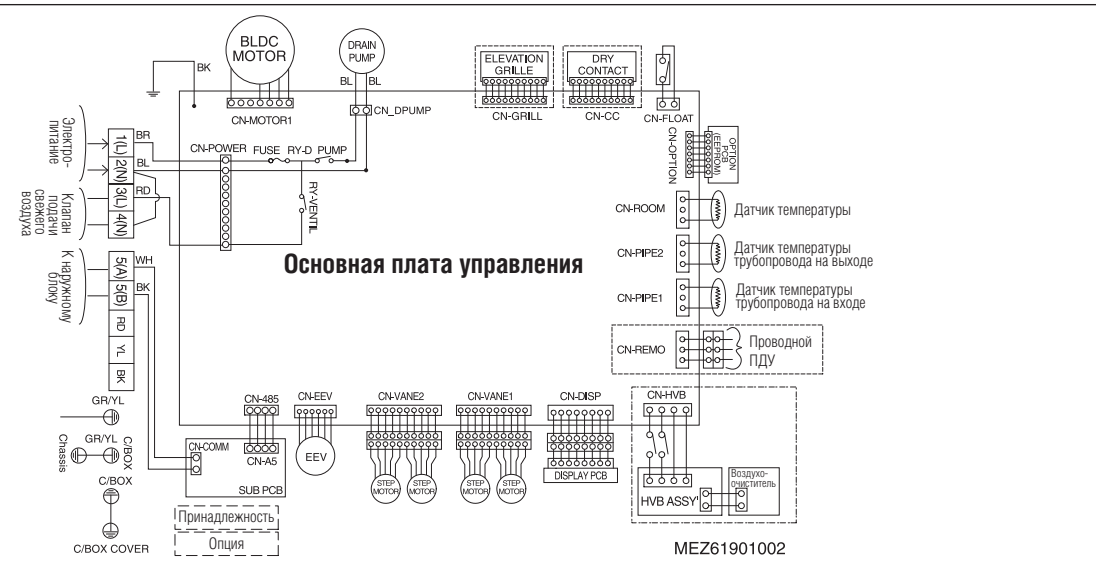 BLDC
MOTOR
DRAIN
PUMP
BK
BL
BL
CN-MOTOR1
CN_DPUMP
ELEVATION
GRILLE
CN-GRILL
DRY
CONTACT
CN-CC
CN-FLOAT
CN-OPTION
OPTION
PCB
(EEPROM)
Электро-
питание
1(L)
BR
2(N)
BL
CN-POWER
FUSE
RY-D
PUMP
RY-VENTIL
Клапан
подачи
свежего
воздуха
3(L)
RD
4(N)
К наружному
блоку
5(A)
WH
5(B)
BK
RD
YL
BK
Основная плата управления
CN-ROOM
Датчик температуры
CN-PIPE2
Датчик температуры
трубопровода на выходе
CN-PIPE1
Датчик температуры
трубопровода на входе
CN-REMO
Проводной
ПДУ
GR/YL
Chassis
GR/YL
C/BOX
C/BOX
C/BOX COVER
CN-485
CN-COMM
CN-A5
SUB PCB
CN-EEV
EEV
CN-VANE2
STEP
MOTOR
STEP
MOTOR
CN-VANE1
STEP
MOTOR
STEP
MOTOR
CN-DISP
DISPLAY PCB
CN-HVB
HVB ASSY'
Воздухо-
очиститель
Принадлежность
Опция
MEZ61901002